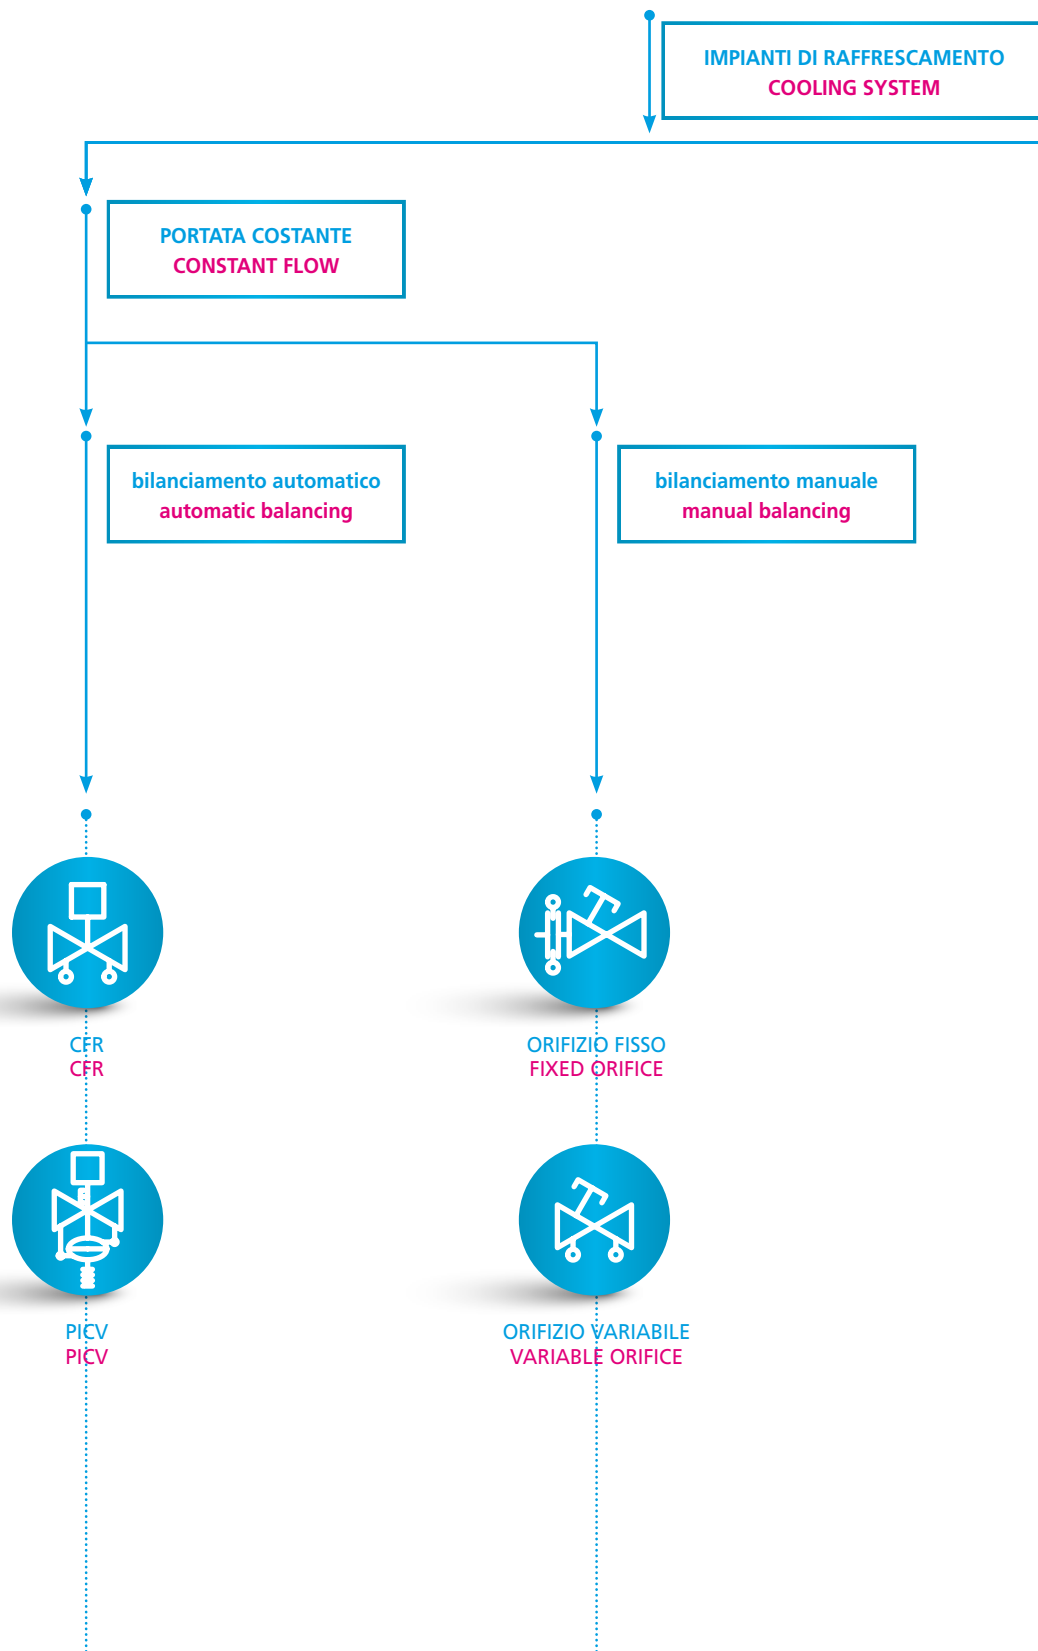 IMPIANTI DI RAFFRESCAMENTO
COOLING SYSTEM
PORTATA COSTANTE
CONSTANT FLOW
bilanciamento automatico
automatic balancing
bilanciamento manuale
manual balancing
CFR
CFR
ORIFIZIO FISSO
FIXED ORIFICE
PICV
PICV
ORIFIZIO VARIABILE
VARIABLE ORIFICE